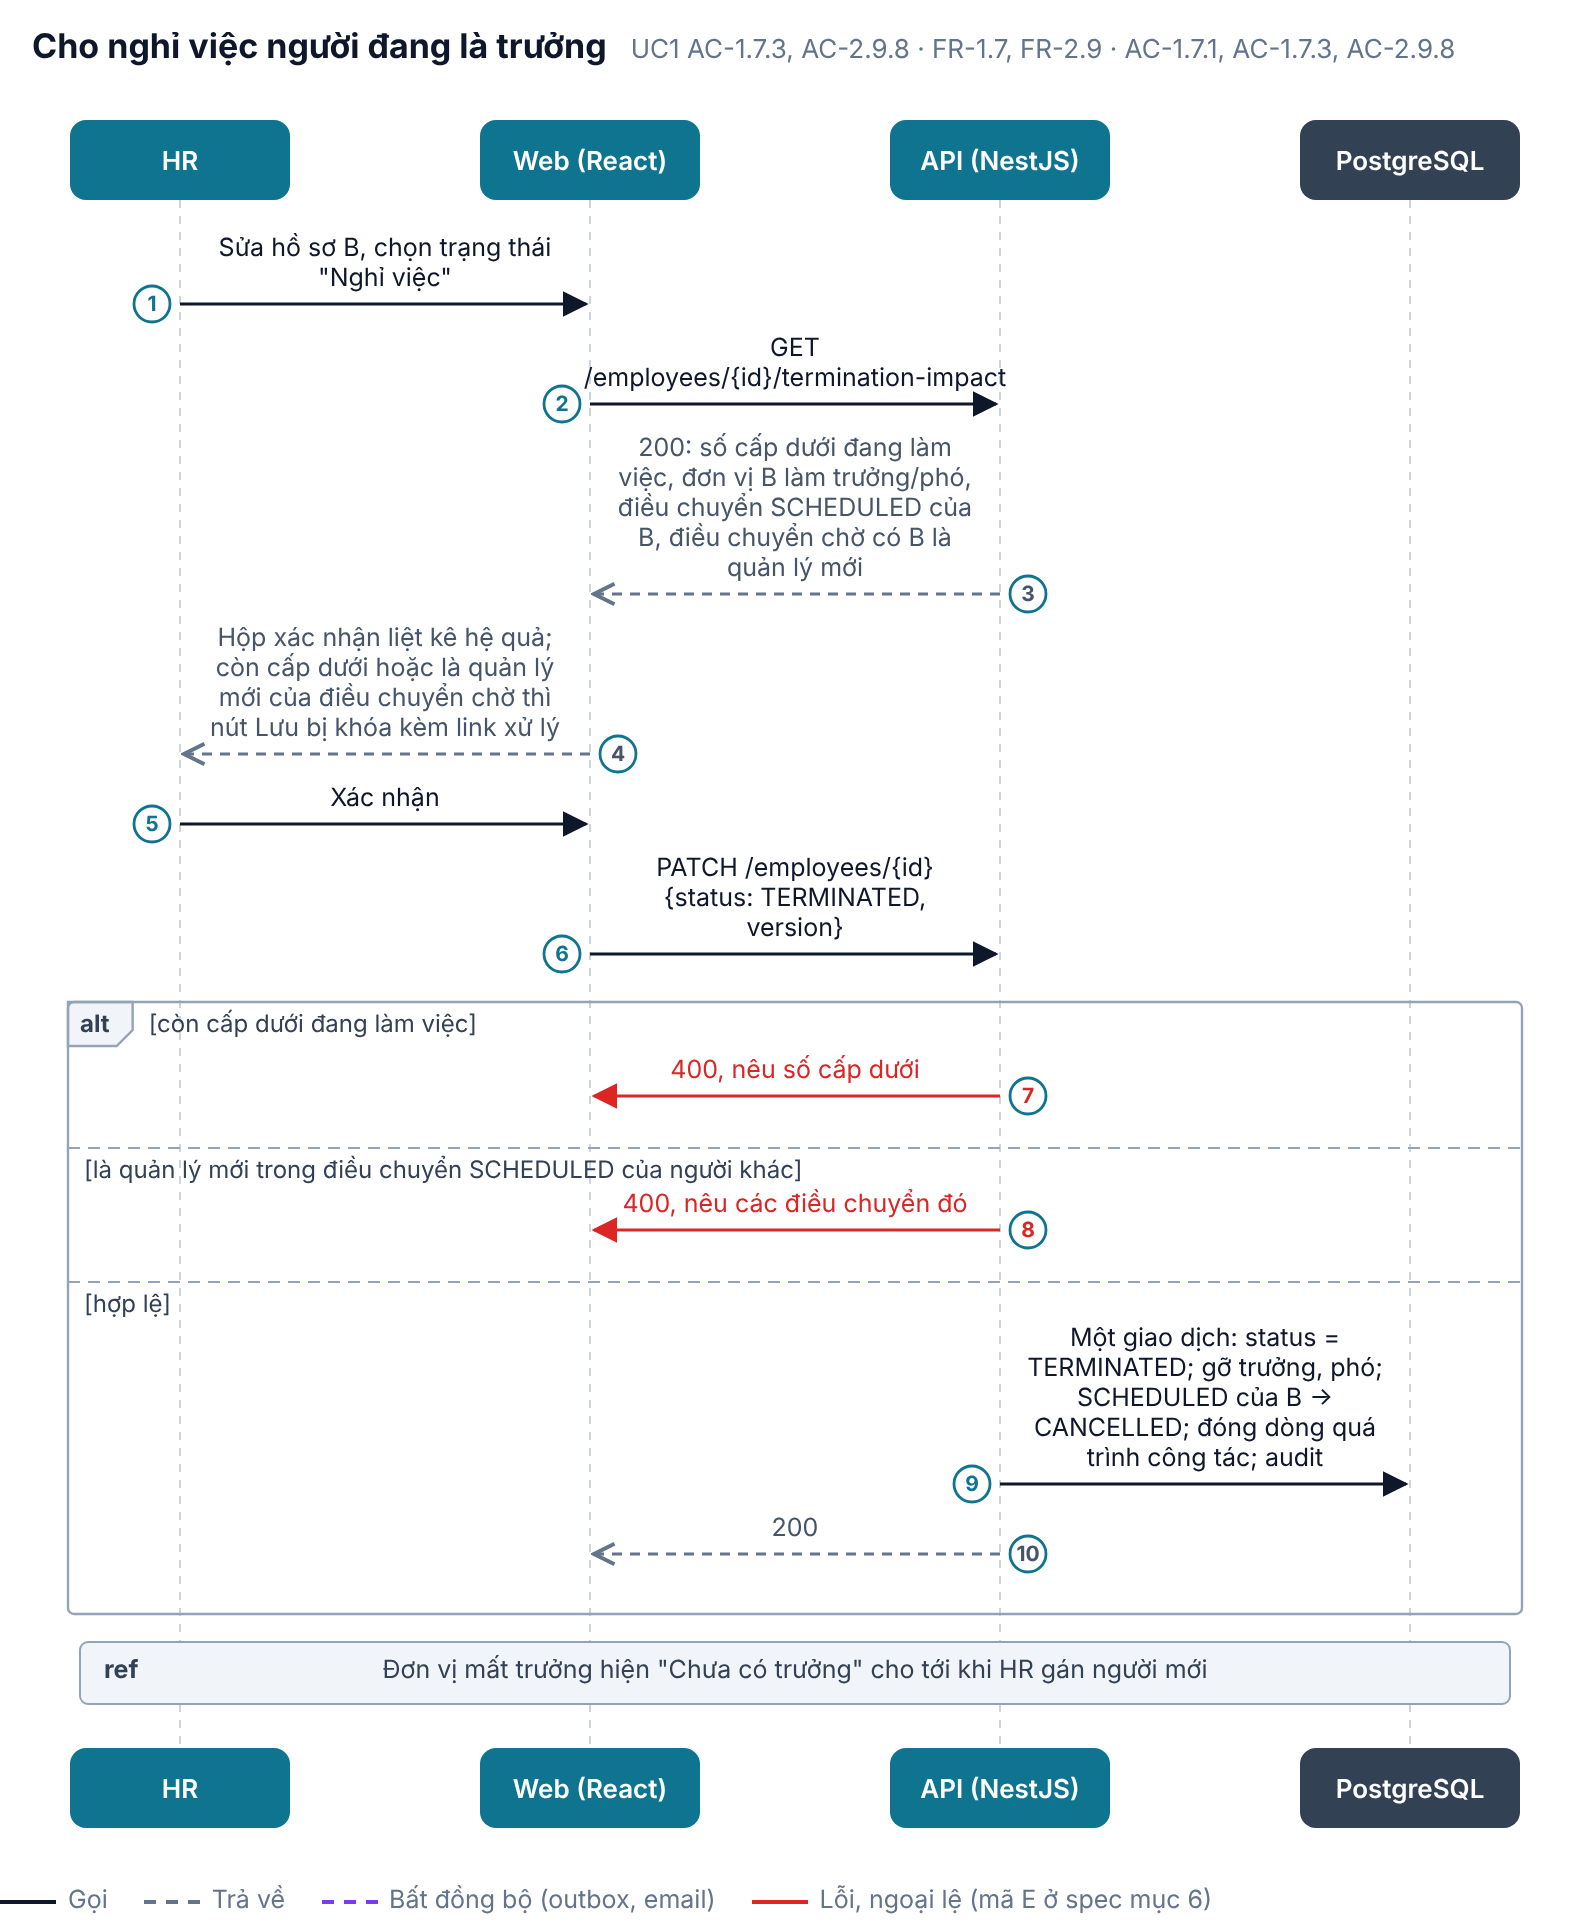 Cho nghỉ việc người đang là trưởng UC1 AC-1.7.3, AC-2.9.8 · FR-1.7, FR-2.9 · AC-1.7.1, AC-1.7.3, AC-2.9.8
HR Web (React) API (NestJS) PostgreSQL
Sửa hồ sơ B, chọn trạng thái
"Nghỉ việc"
1
GET
/employees/{id}/termination-impact
2
200: số cấp dưới đang làm
việc, đơn vị B làm trưởng/phó,
điều chuyển SCHEDULED của
B, điều chuyển chờ có B là
quản lý mới
3
Hộp xác nhận liệt kê hệ quả;
còn cấp dưới hoặc là quản lý
mới của điều chuyển chờ thì
nút Lưu bị khóa kèm link xử lý
4
Xác nhận
5
PATCH /employees/{id}
{status: TERMINATED,
version}
6
alt [còn cấp dưới đang làm việc]
400, nêu số cấp dưới
7
[là quản lý mới trong điều chuyển SCHEDULED của người khác]
400, nêu các điều chuyển đó
8
[hợp lệ]
Một giao dịch: status =
TERMINATED; gỡ trưởng, phó;
SCHEDULED của B →
CANCELLED; đóng dòng quá
trình công tác; audit
9
200
10
ref Đơn vị mất trưởng hiện "Chưa có trưởng" cho tới khi HR gán người mới
HR Web (React) API (NestJS) PostgreSQL
Gọi Trả về Bất đồng bộ (outbox, email) Lỗi, ngoại lệ (mã E ở spec mục 6)